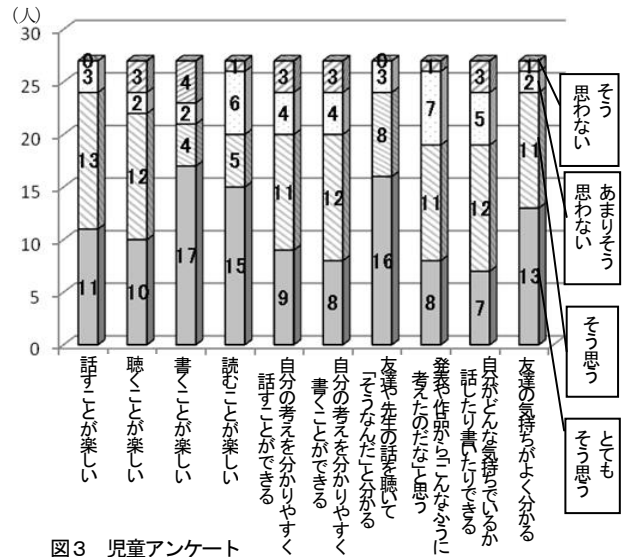 (人)
30
25
20
15
10
5
0
0
3
13
11
3
2
12
10
4
2
4
17
1
6
5
15
3
4
11
9
3
4
12
8
0
3
8
16
1
7
11
8
3
5
12
7
1
2
11
13
そう
思わない
あまりそう
思わない
そう思う
とても
そう思う
話すことが楽しい
聴くことが楽しい
書くことが楽しい
読むことが楽しい
自分の考えを分かりやすく
話すことができる
自分の考えを分かりやすく
書くことができる
友達や先生の話を聴いて
「そうなんだ」と分かる
発表や作品から「こんなふうに
考えたのだな」と思う
自分がどんな気持ちでいるか
話したり書いたりできる
友達の気持ちがよく分かる
図3 児童アンケート